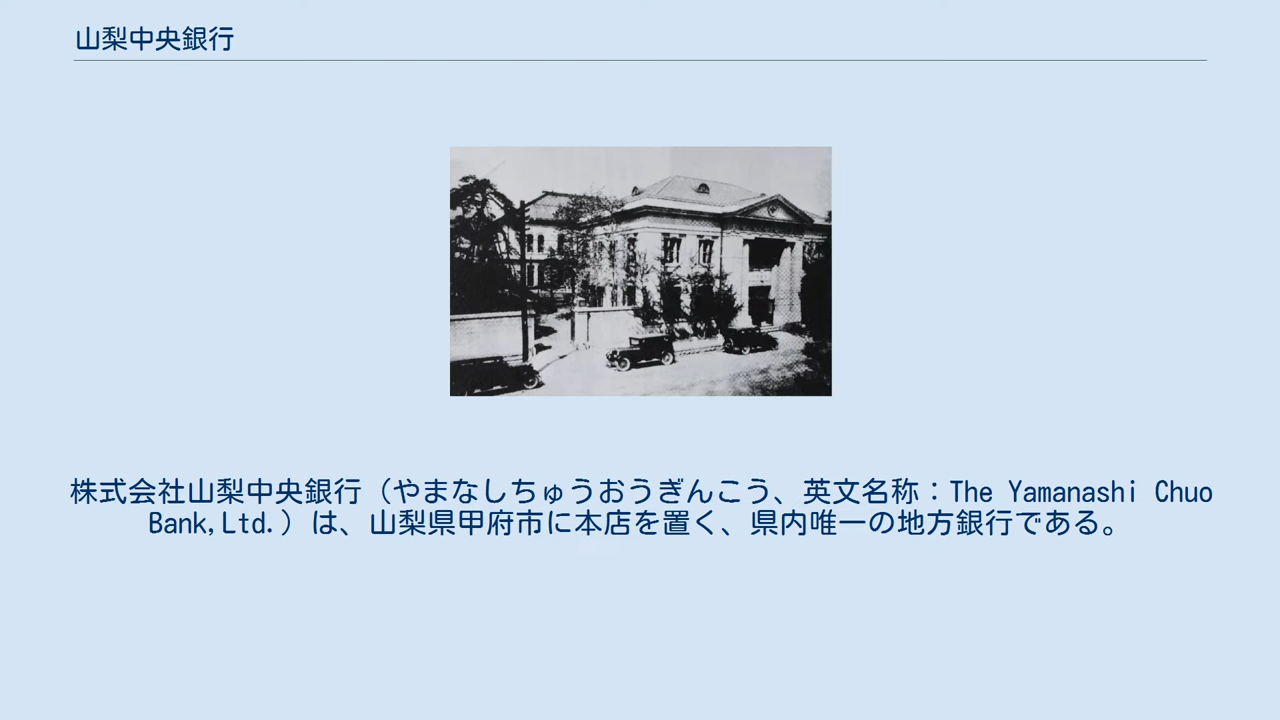 山梨中央銀行
株式会社山梨中央銀行（やまなしちゅうおうぎんこう、英文名称：The Yamanashi Chuo
Bank,Ltd.）は、山梨県甲府市に本店を置く、県内唯一の地方銀行である。